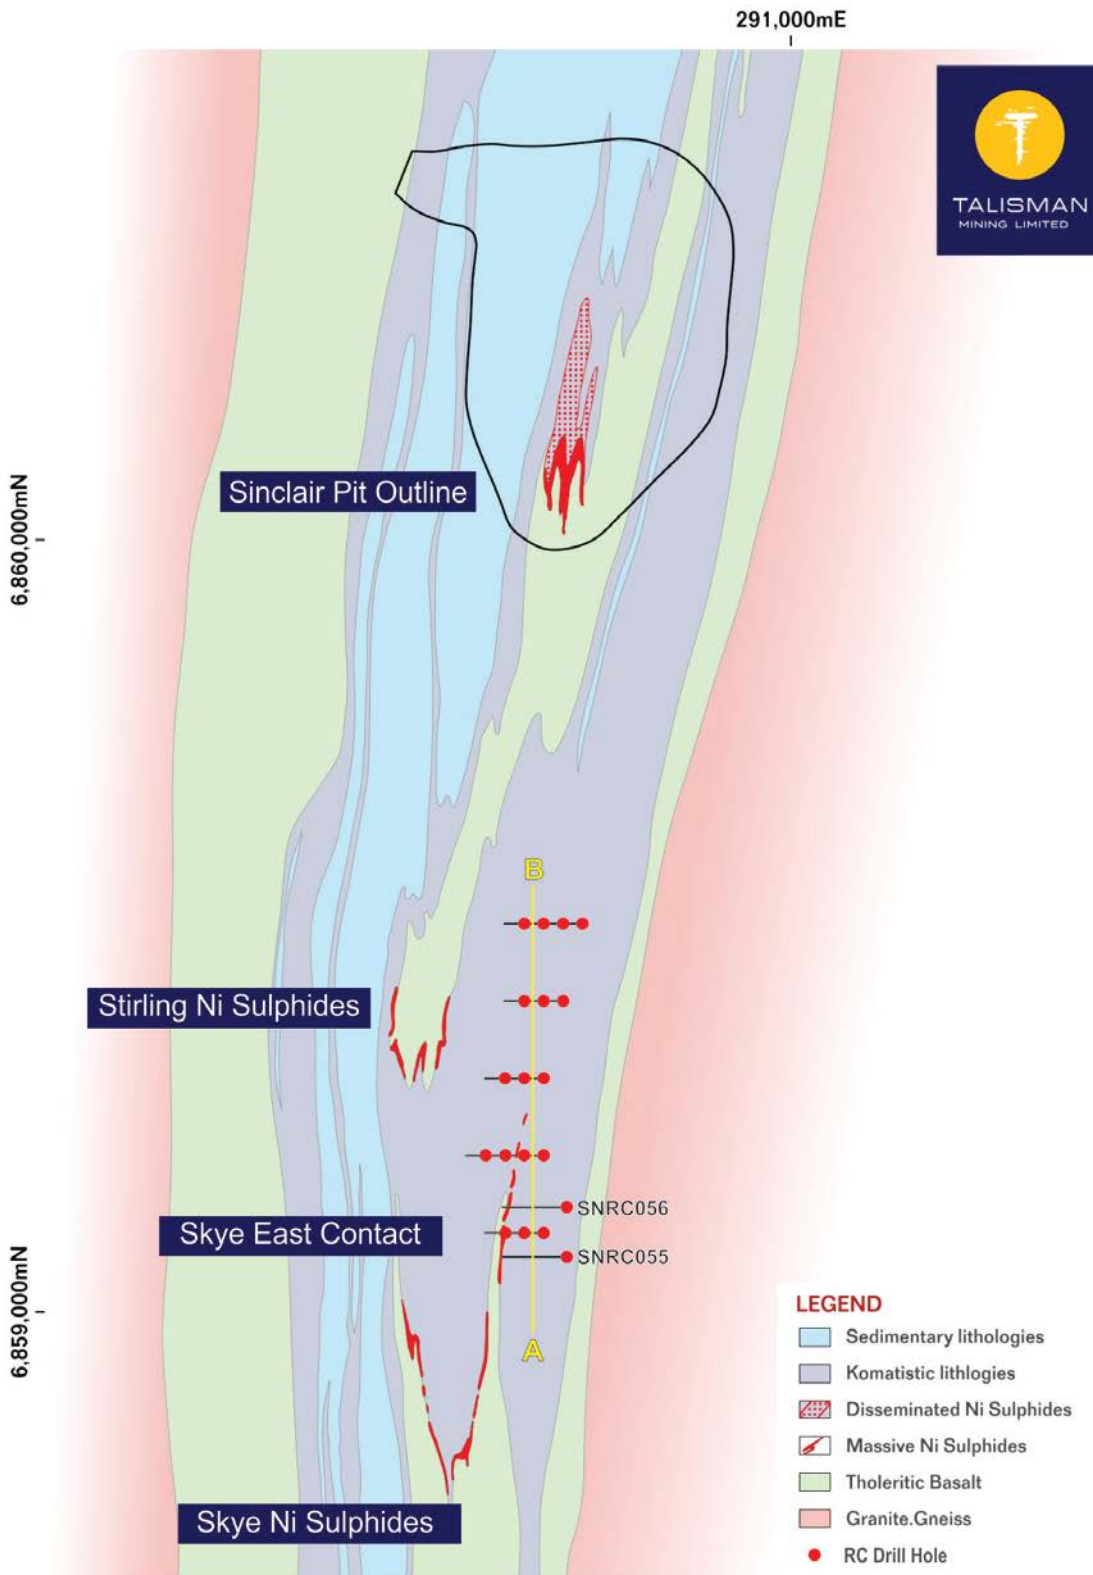 291,000mE
TALISMAN
MINING LIMITED
Sinclair Pit Outline
6,860,000mN
B
Stirling Ni Sulphides
SNRC056
Skye East Contact
SNRC055
6,859,000mN
A
Skye Ni Sulphides
LEGEND
Sedimentary lithologies
Komatistic lithlogies
Disseminated Ni Sulphides
Massive Ni Sulphides
Tholeritic Basalt
Granite.Gneiss
RC Drill Hole